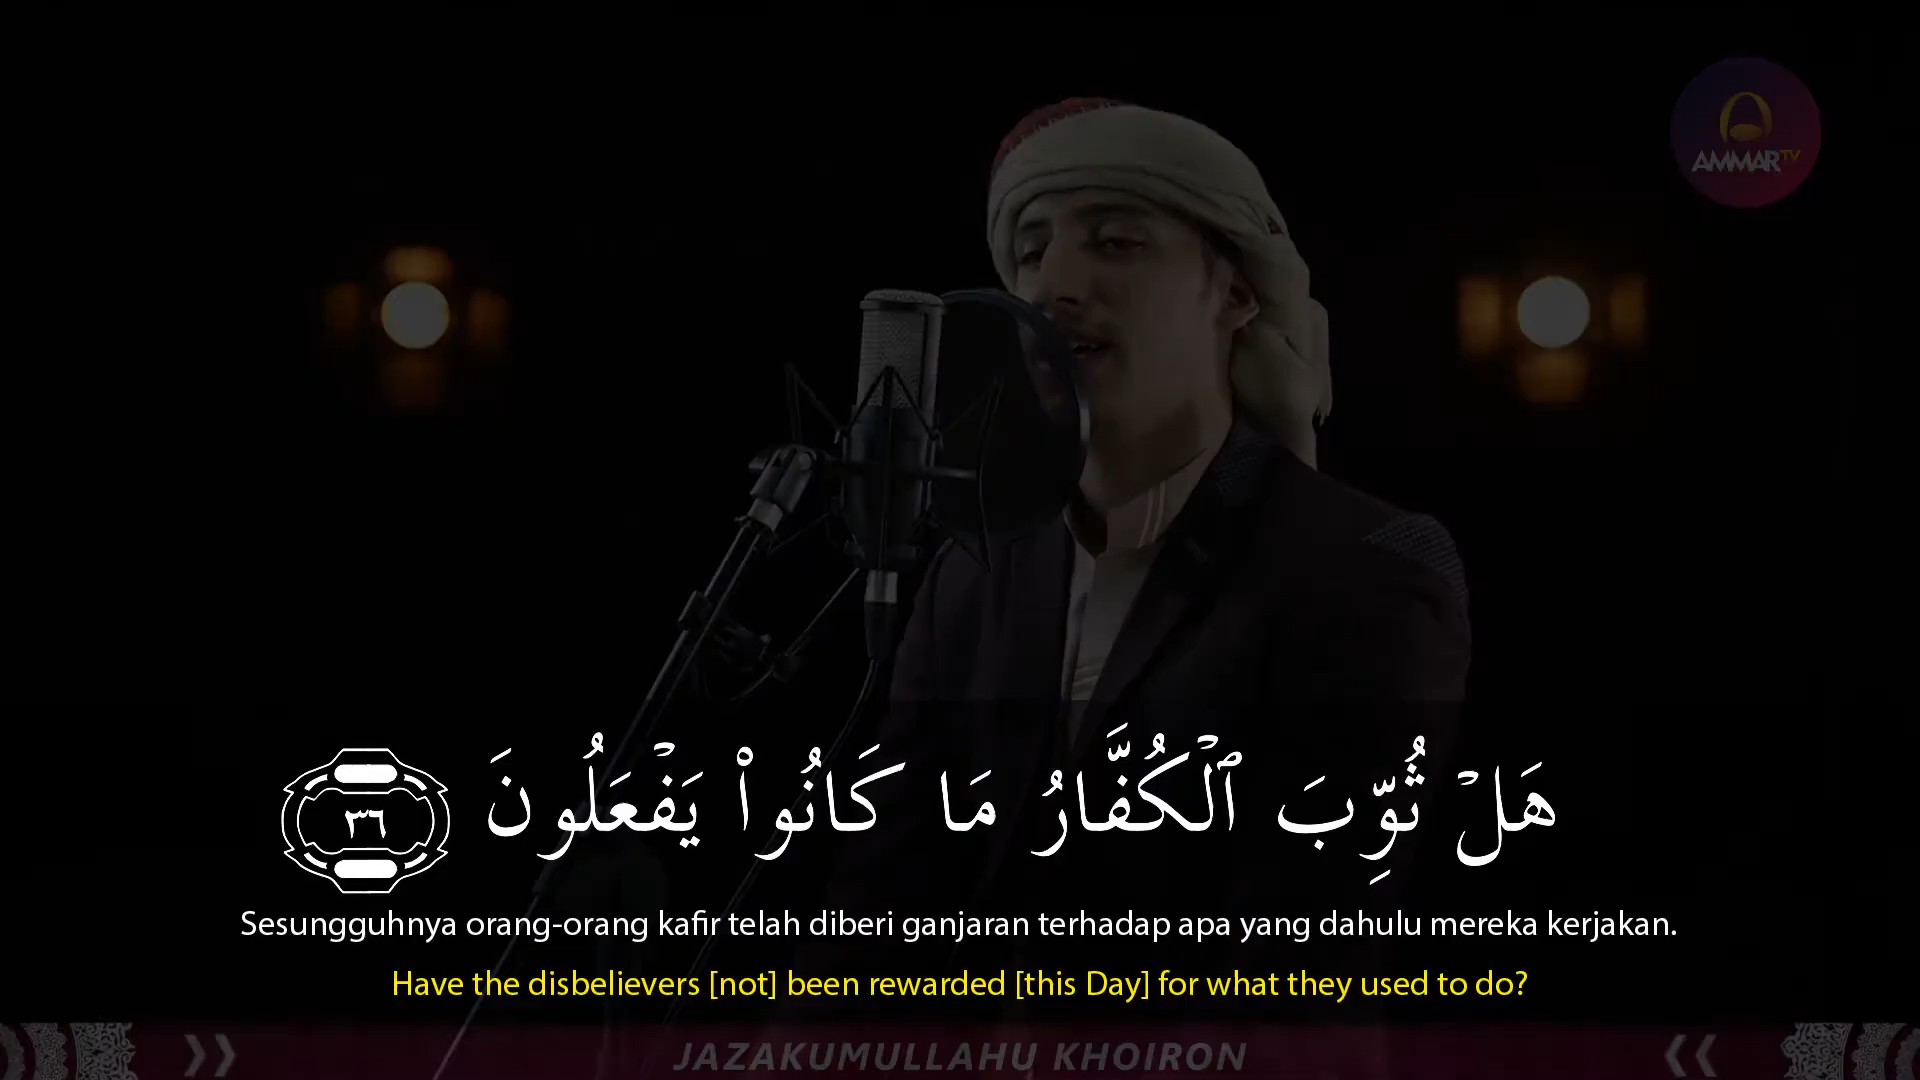 AMMAR TV
هَلْ ثُوِّبَ ٱلْكُفَّارُ مَا كَانُوا۟ يَفْعَلُونَ ٣٦
Sesungguhnya orang-orang kafir telah diberi ganjaran terhadap apa yang dahulu mereka kerjakan.
Have the disbelievers [not] been rewarded [this Day] for what they used to do?
JAZAKUMULLAHU KHOIRON